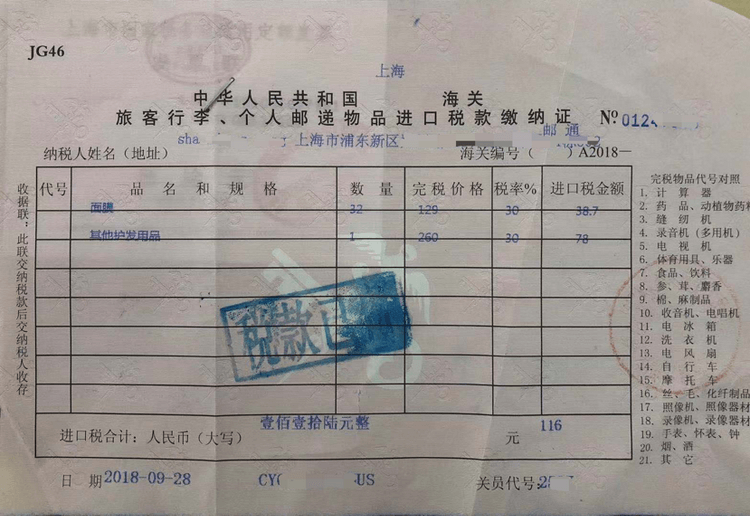 JG46
上海
中华人民共和国 海关
旅客行李、个人邮递物品进口税款缴纳证 Nº 012
sha 上海市浦东新区 邮 通
纳税人姓名（地址） 海关编号（ ）A2018—
代号 品名和规格 数量 完税价格 税率% 进口税金额
面膜 32 129 30 38.7
其他护发用品 1 260 30 78
税款已
壹佰壹拾陆元整 116
进口税合计：人民币（大写） 元
日 期 2018-09-28 CY( US 关员代号：2
收据联：此联交纳税款后交纳税人收存
完税物品代号对照
1. 计算器
2. 药品、动植物药料
3. 缝纫机
4. 录音机（多用机）
5. 电视机
6. 体育用具、乐器
7. 食品、饮料
8. 参、茸、麝香
9. 棉、麻制品
10. 收音机、电唱机
11. 电冰箱
12. 洗衣机
13. 电风扇
14. 自行车
15. 摩托车
16. 丝、毛、化纤制品
17. 照像机、照像器材
18. 录像机、录像器材
19. 手表、怀表、钟
20. 烟、酒
21. 其它